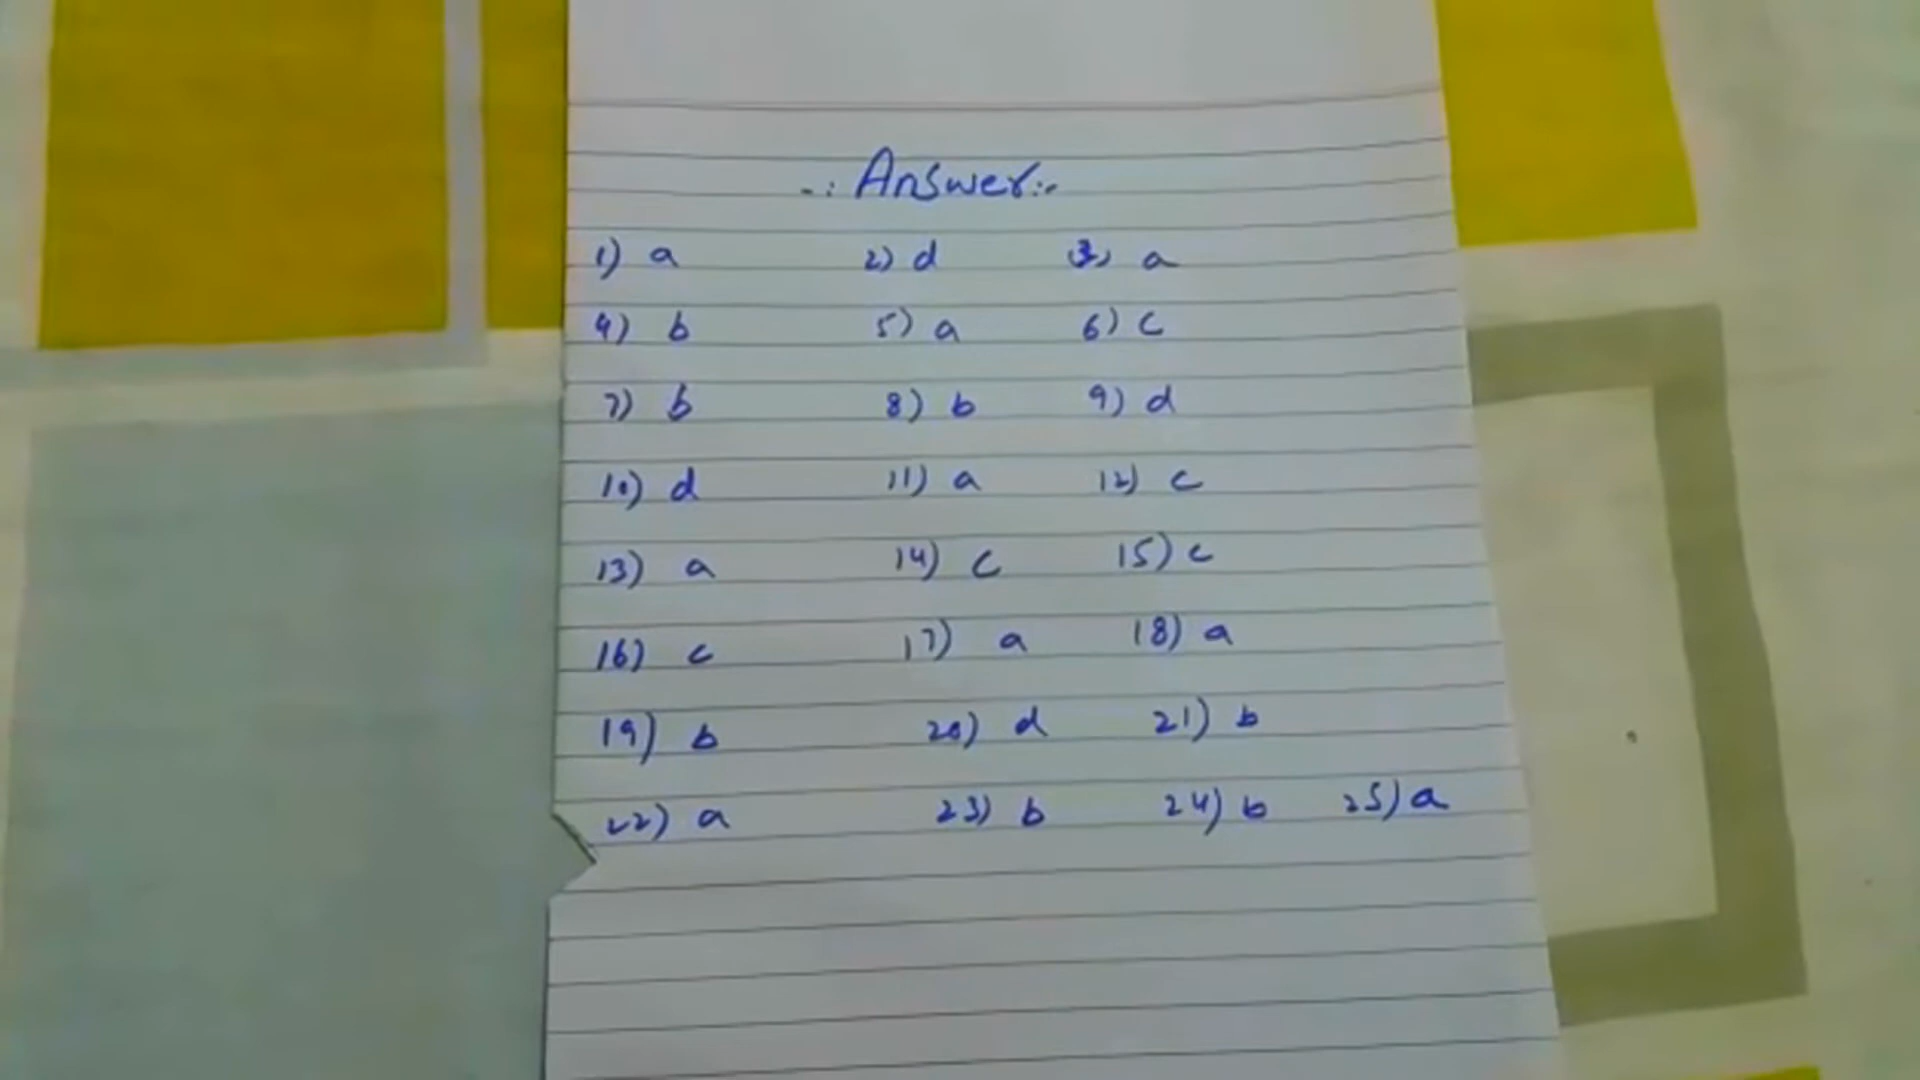 -: Answer:-
1) a 2) d 3) a
4) b 5) a 6) c
7) b 8) b 9) d
10) d 11) a 12) c
13) a 14) c 15) c
16) c 17) a 18) a
19) b 20) d 21) b
22) a 23) b 24) b 25) a